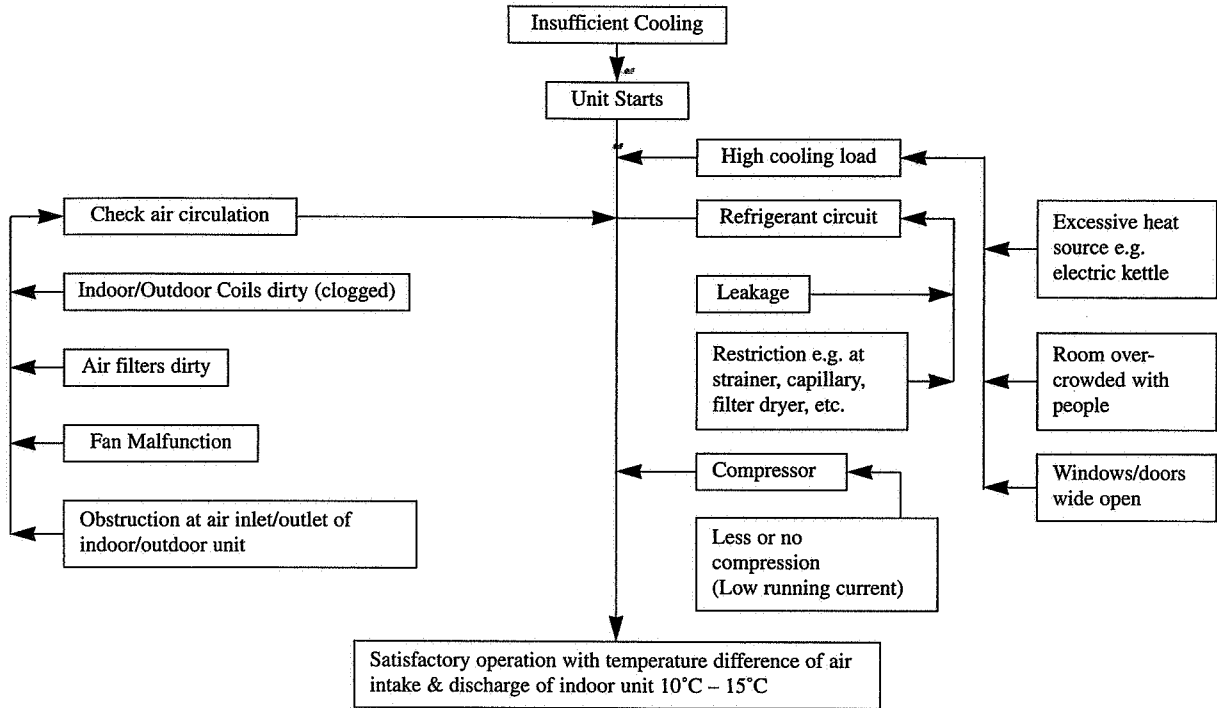 Insufficient Cooling
Unit Starts
High cooling load
Check air circulation
Refrigerant circuit
Excessive heat
source e.g.
electric kettle
Indoor/Outdoor Coils dirty (clogged)
Leakage
Air filters dirty
Restriction e.g. at
strainer, capillary,
filter dryer, etc.
Room over-
crowded with
people
Fan Malfunction
Compressor
Windows/doors
wide open
Obstruction at air inlet/outlet of
indoor/outdoor unit
Less or no
compression
(Low running current)
Satisfactory operation with temperature difference of air
intake & discharge of indoor unit 10°C – 15°C